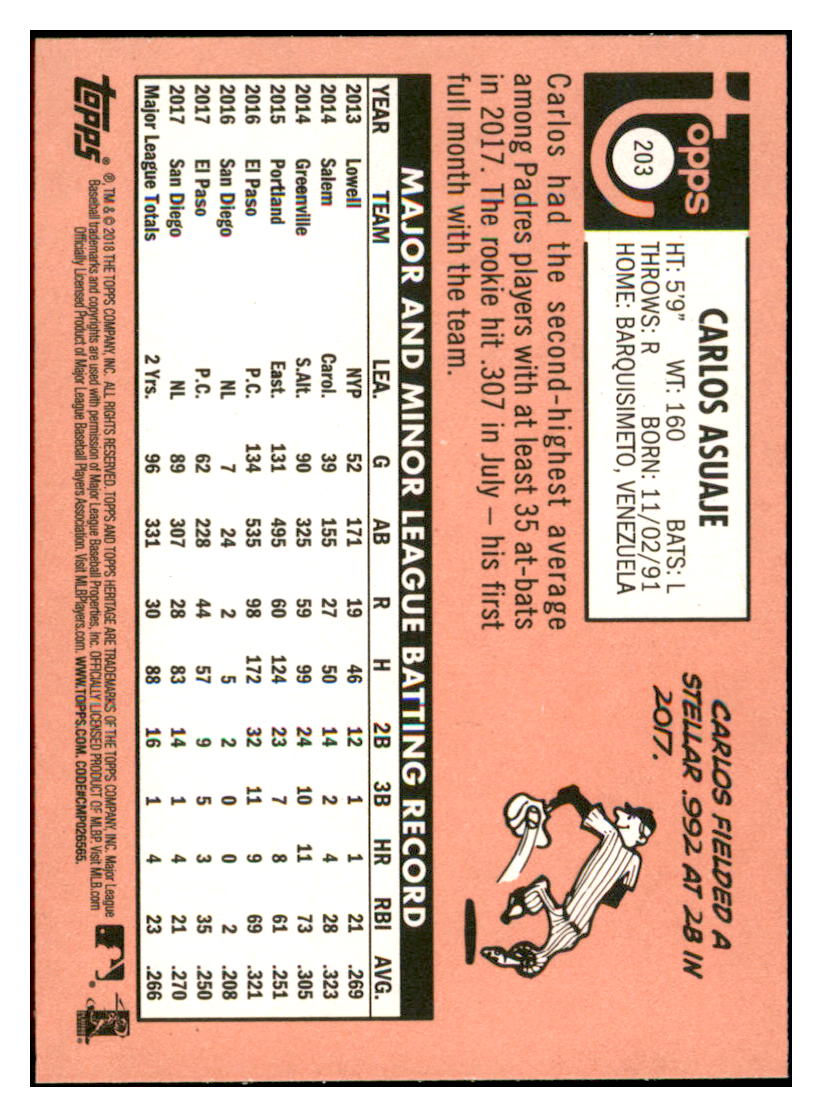 Topps
203
CARLOS ASUAJE
HT: 5'9" WT: 160 BATS: L
THROWS: R BORN: 11/02/91
HOME: BARQUISIMETO, VENEZUELA
Carlos had the second-highest average
among Padres players with at least 35 at-bats
in 2017. The rookie hit .307 in July – his first
full month with the team.
CARLOS FIELDED A
STELLAR .992 AT 2B IN
2017.
MAJOR AND MINOR LEAGUE BATTING RECORD
YEAR TEAM LEA. G AB R H 2B 3B HR RBI AVG.
2013 Lowell NYP 52 171 19 46 12 1 1 21 .269
2014 Salem Carol. 39 155 27 50 14 2 4 28 .323
2014 Greenville S.Alt. 90 325 59 99 24 10 11 73 .305
2015 Portland East. 131 495 60 124 23 7 8 61 .251
2016 El Paso P.C. 134 535 98 172 32 11 9 69 .321
2016 San Diego NL 7 24 2 5 2 0 0 2 .208
2017 El Paso P.C. 62 228 44 57 9 5 3 35 .250
2017 San Diego NL 89 307 28 83 14 1 4 21 .270
Major League Totals 2 Yrs. 96 331 30 88 16 1 4 23 .266
topps
®, TM & © 2018 THE TOPPS COMPANY, INC. ALL RIGHTS RESERVED. TOPPS AND TOPPS HERITAGE ARE TRADEMARKS OF THE TOPPS COMPANY, INC. Major League
Baseball trademarks and copyrights are used with permission of Major League Baseball Properties, Inc. OFFICIALLY LICENSED PRODUCT OF MLBP. Visit MLB.com
Officially Licensed Product of Major League Baseball Players Association. Visit MLBPlayers.com. WWW.TOPPS.COM. CODE#CMP026565.